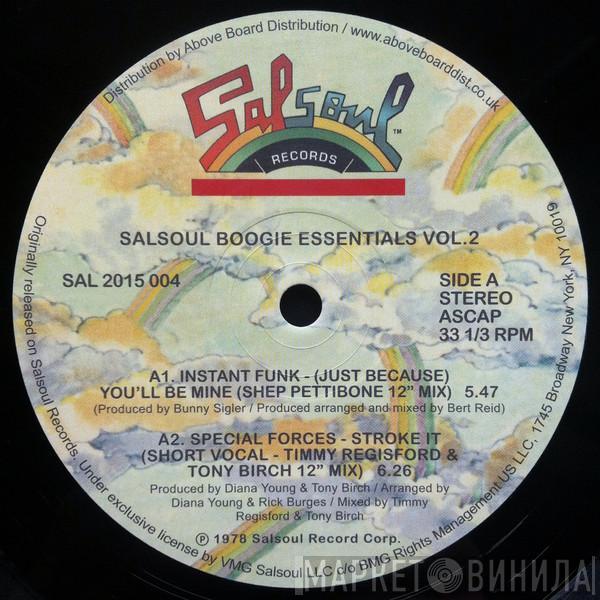 Distribution by Above Board Distribution / www.aboveboarddist.co.uk
Salsoul ™
RECORDS
SALSOUL BOOGIE ESSENTIALS VOL.2
SAL 2015 004
SIDE A
STEREO
ASCAP
33 1/3 RPM
A1. INSTANT FUNK - (JUST BECAUSE)
YOU'LL BE MINE (SHEP PETTIBONE 12" MIX) 5.47
(Produced by Bunny Sigler / Produced arranged and mixed by Bert Reid)
A2. SPECIAL FORCES - STROKE IT
(SHORT VOCAL - TIMMY REGISFORD &
TONY BIRCH 12" MIX) 6.26
Produced by Diana Young & Tony Birch / Arranged by
Diana Young & Rick Burges / Mixed by Timmy
Regisford & Tony Birch
℗ 1978 Salsoul Record Corp.
Originally released on Salsoul Records. Under exclusive license by VMG Salsoul LLC c/o BMG Rights Management US LLC, 1745 Broadway New York, NY 10019
МАРКЕТ ВИНИЛА